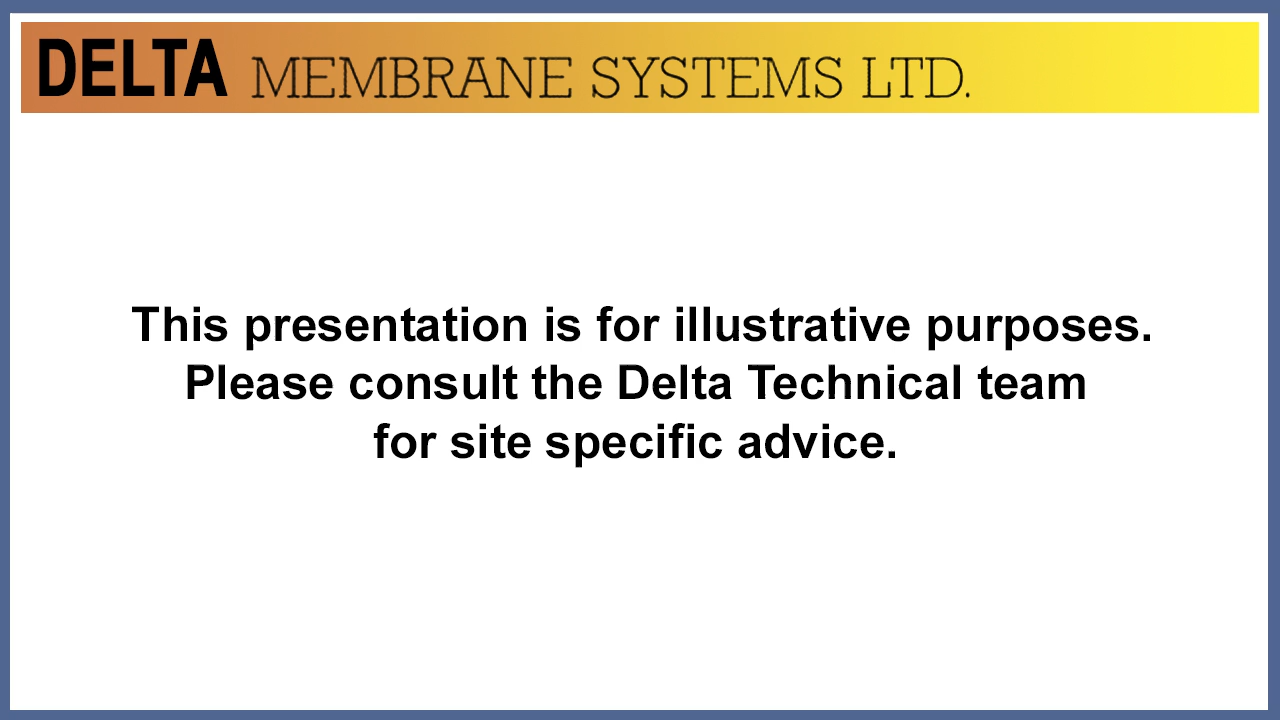 DELTA MEMBRANE SYSTEMS LTD.
This presentation is for illustrative purposes.
Please consult the Delta Technical team
for site specific advice.